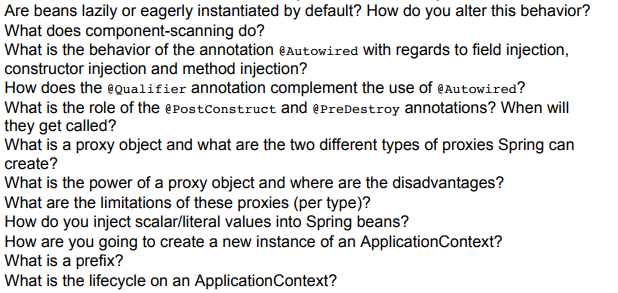 Are beans lazily or eagerly instantiated by default? How do you alter this behavior?
What does component-scanning do?
What is the behavior of the annotation @Autowired with regards to field injection,
constructor injection and method injection?
How does the @Qualifier annotation complement the use of @Autowired?
What is the role of the @PostConstruct and @PreDestroy annotations? When will
they get called?
What is a proxy object and what are the two different types of proxies Spring can
create?
What is the power of a proxy object and where are the disadvantages?
What are the limitations of these proxies (per type)?
How do you inject scalar/literal values into Spring beans?
How are you going to create a new instance of an ApplicationContext?
What is a prefix?
What is the lifecycle on an ApplicationContext?